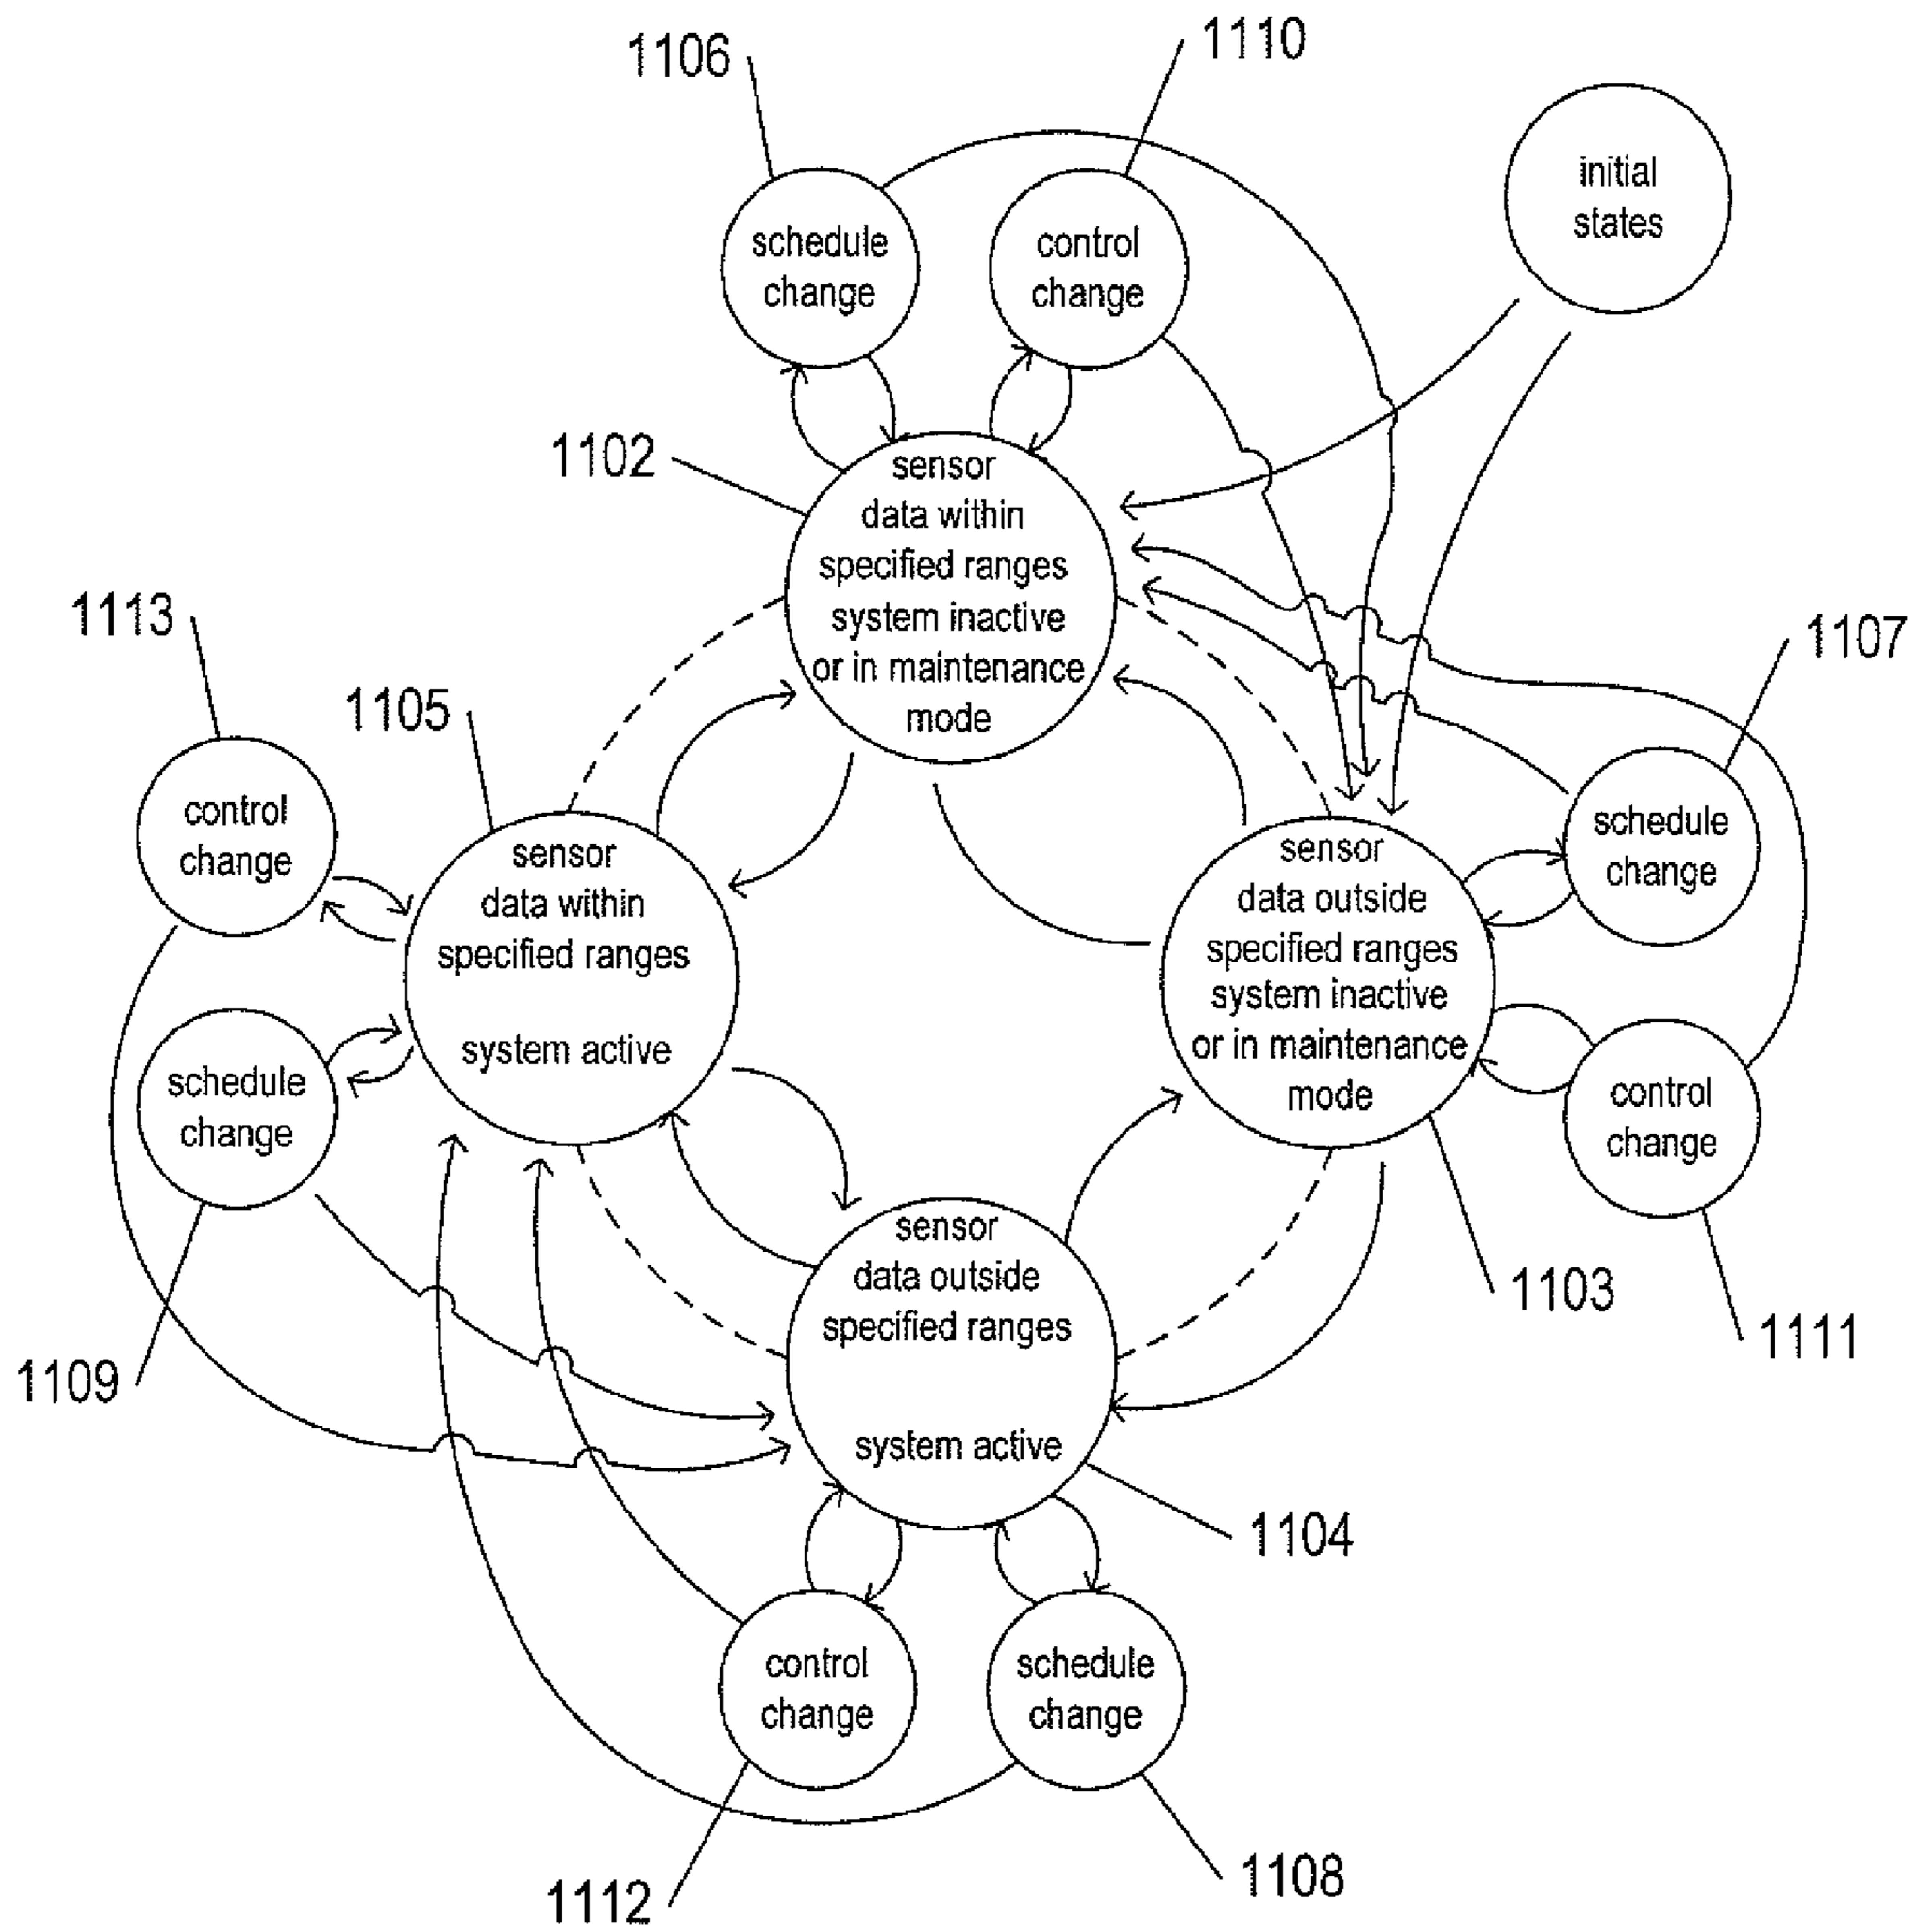 1106
1110
initial
states
schedule
change
control
change
1102
sensor
data within
specified ranges
system inactive
or in maintenance
mode
1113
1105
1107
control
change
sensor
data within
specified ranges
system active
sensor
data outside
specified ranges
system inactive
or in maintenance
mode
schedule
change
schedule
change
control
change
1109
sensor
data outside
specified ranges
system active
1103
1111
1104
control
change
schedule
change
1112
1108